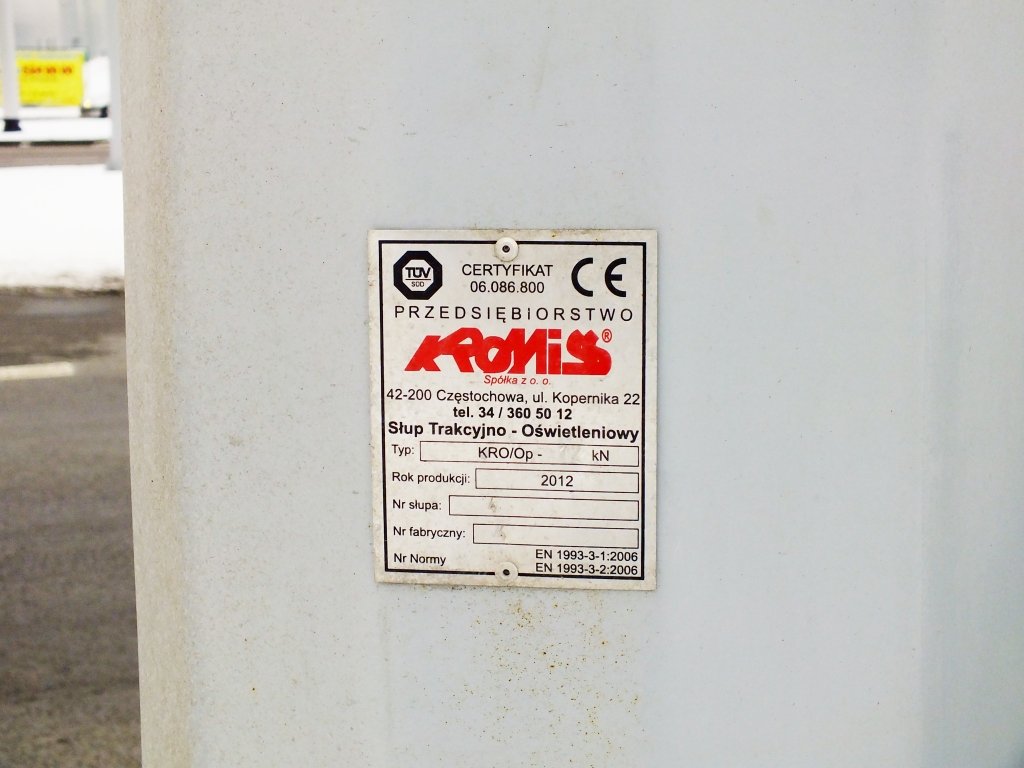 TÜV
SÜD
CERTYFIKAT
06.086.800
CE
PRZEDSIĘBiORSTWO
KROMiSS®
Spółka z o. o.
42-200 Częstochowa, ul. Kopernika 22
tel. 34 / 360 50 12
Słup Trakcyjno - Oświetleniowy
Typ: KRO/Op - kN
Rok produkcji: 2012
Nr słupa:
Nr fabryczny:
Nr Normy EN 1993-3-1:2006
EN 1993-3-2:2006